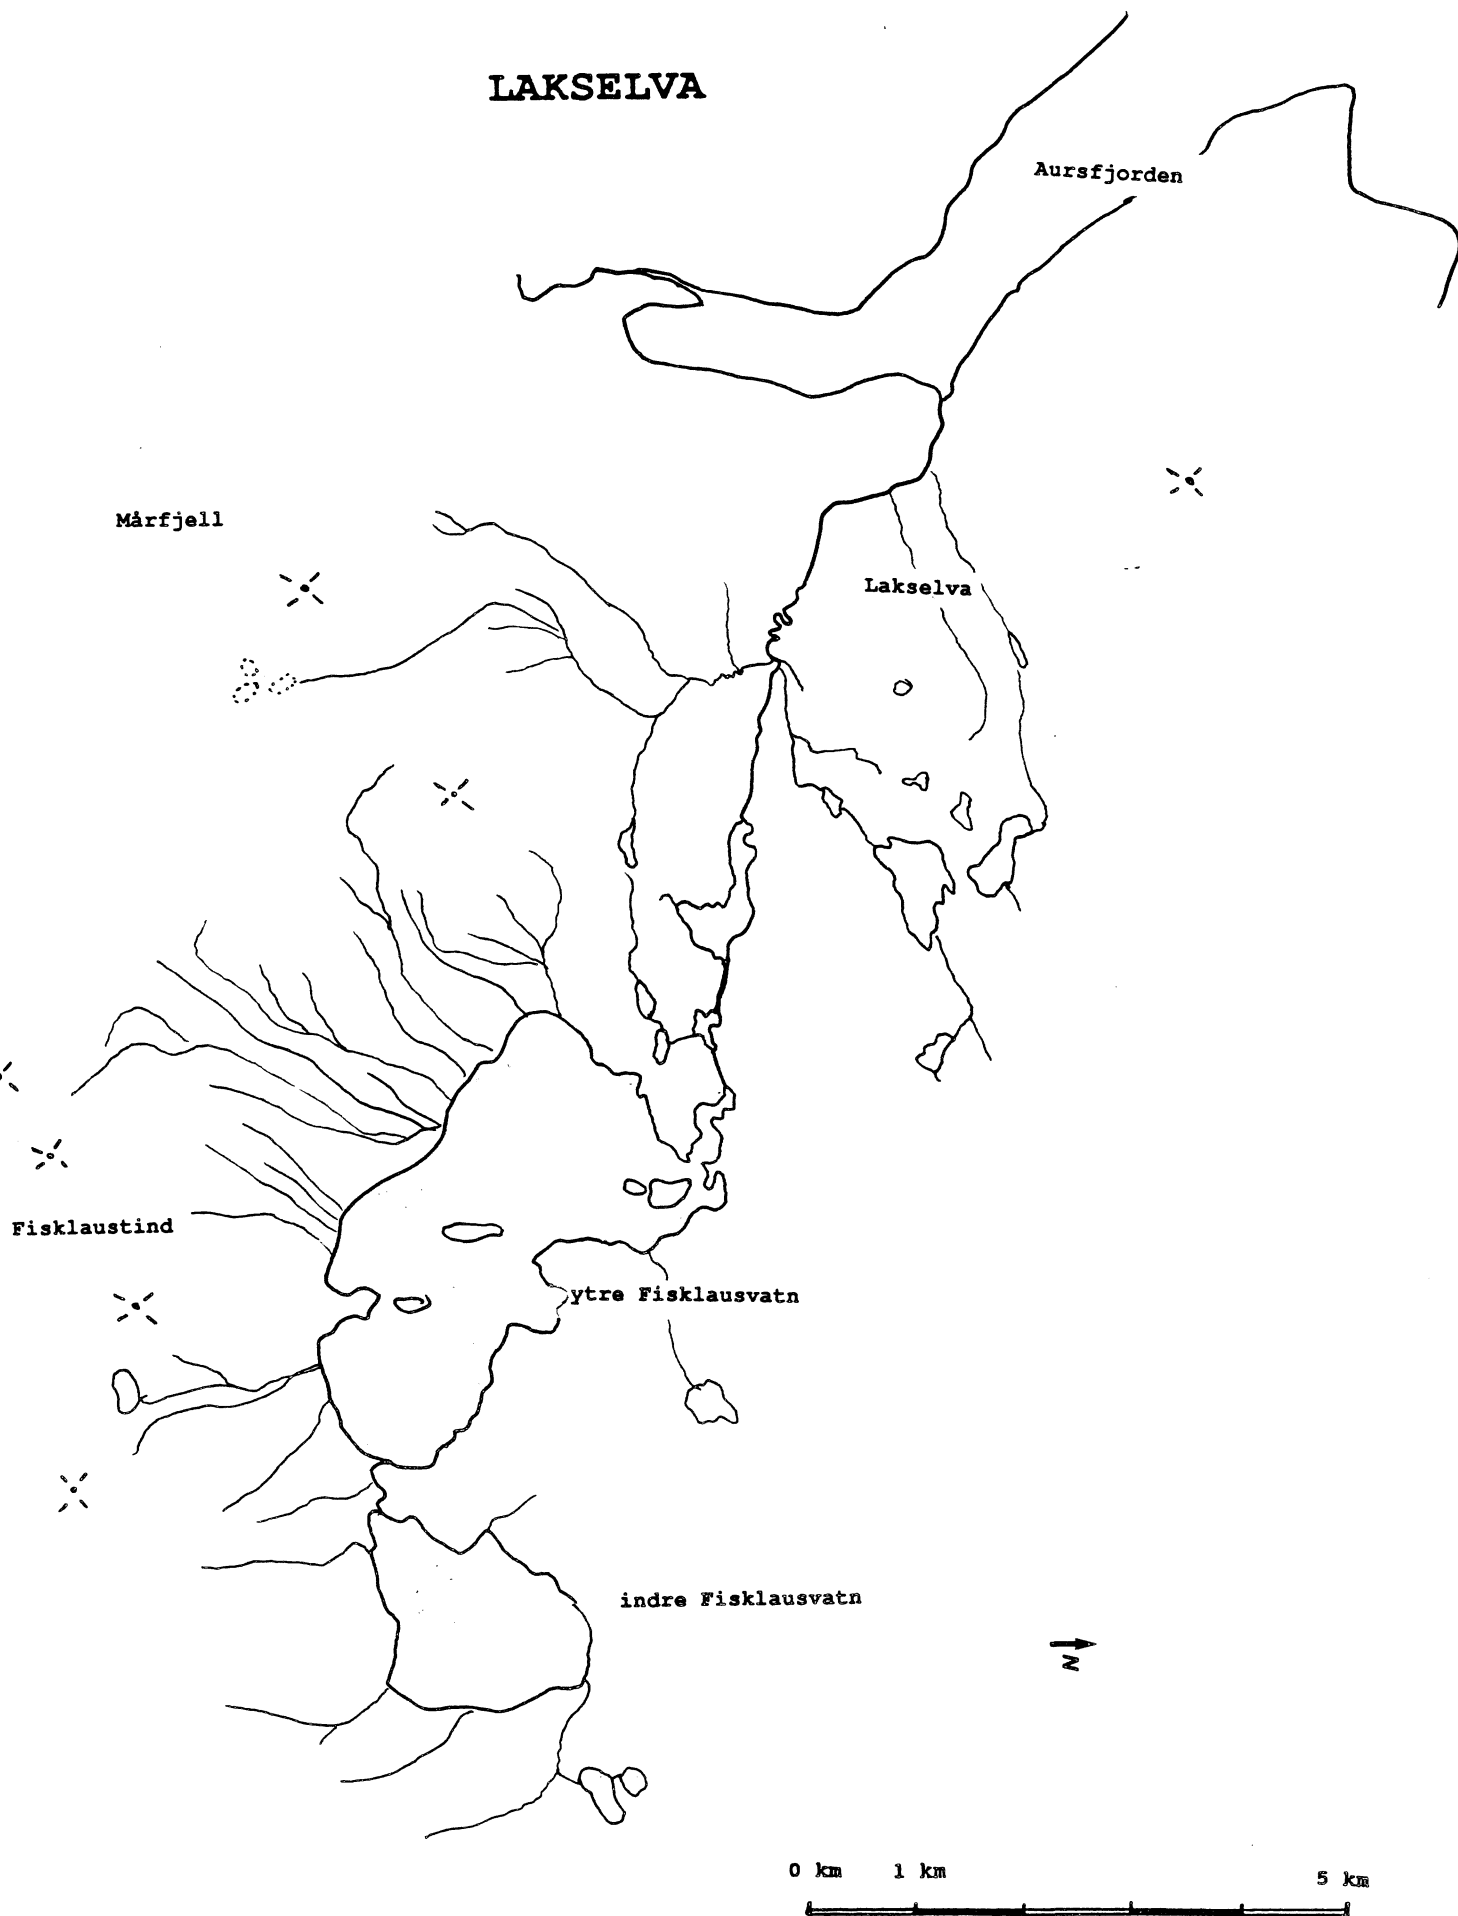 LAKSELVA
Aursfjorden
Mårfjell
Lakselva
Fisklaustind
ytre Fisklausvatn
indre Fisklausvatn
N
0 km 1 km 5 km